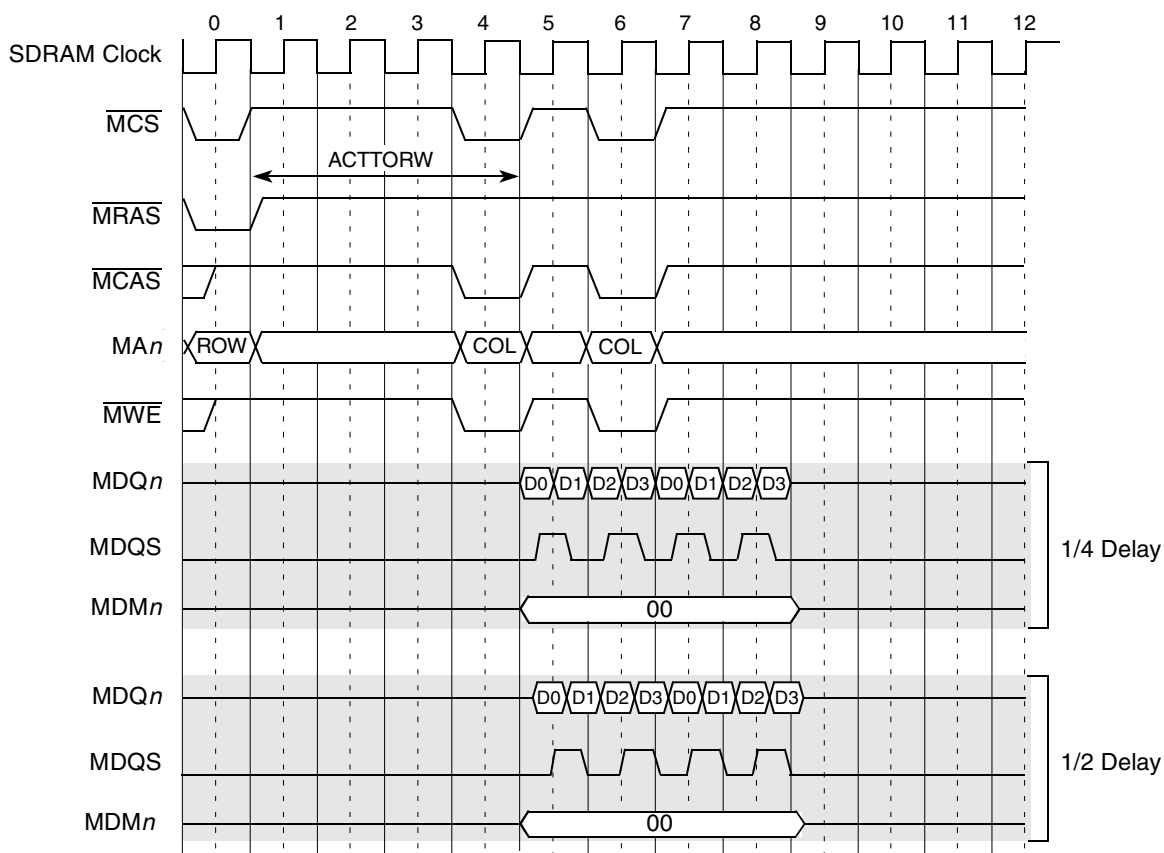 0 1 2 3 4 5 6 7 8 9 10 11 12
SDRAM Clock
MCS
ACTTORW
MRAS
MCAS
MAn ROW COL COL
MWE
MDQn D0 D1 D2 D3 D0 D1 D2 D3
MDQS
1/4 Delay
MDMn 00
MDQn D0 D1 D2 D3 D0 D1 D2 D3
MDQS
1/2 Delay
MDMn 00